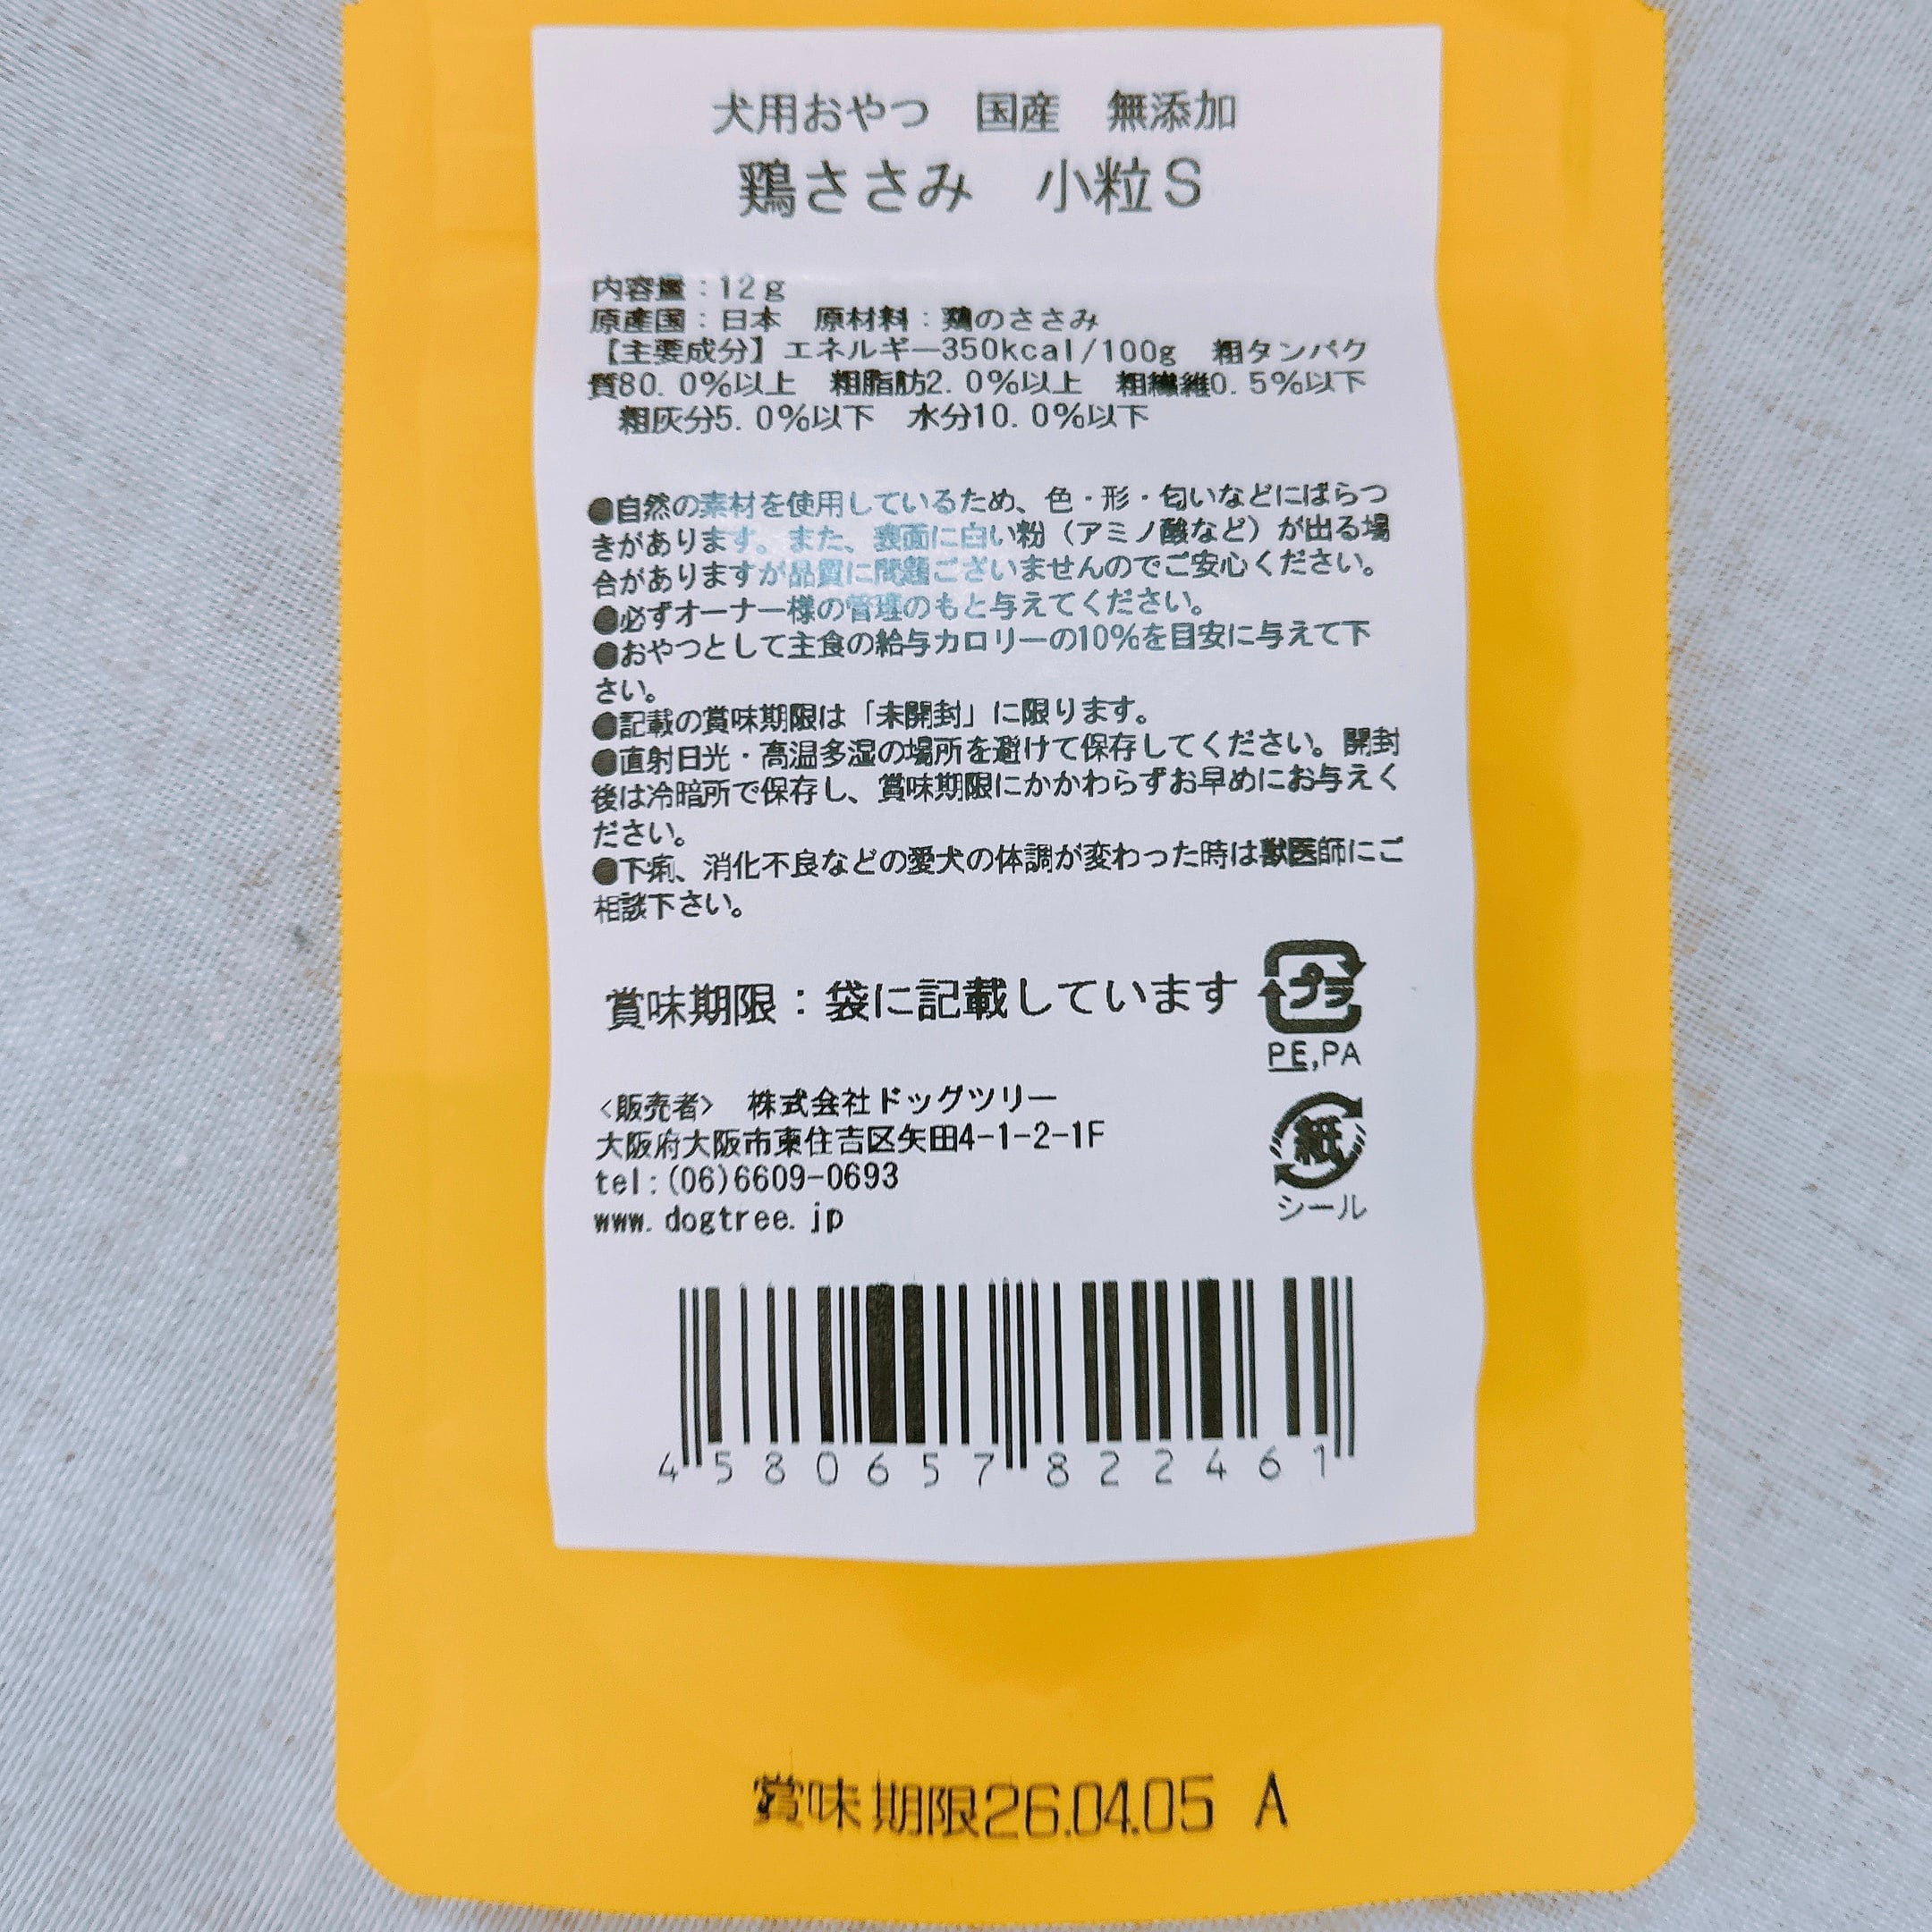 犬用おやつ　国産　無添加
鶏ささみ　小粒S
内容量：12g
原産国：日本　原材料：鶏のささみ
【主要成分】エネルギー350kcal/100g　粗タンパク
質80.0%以上　粗脂肪2.0%以上　粗繊維0.5%以下
粗灰分5.0%以下　水分10.0%以下
●自然の素材を使用しているため、色・形・匂いなどにばらつ
きがあります。また、表面に白い粉（アミノ酸など）が出る場
合がありますが品質に問題ございませんのでご安心ください。
●必ずオーナー様の管理のもと与えてください。
●おやつとして主食の給与カロリーの10%を目安に与えて下
さい。
●記載の賞味期限は「未開封」に限ります。
●直射日光・高温多湿の場所を避けて保存してください。開封
後は冷暗所で保存し、賞味期限にかかわらずお早めにお与えく
ださい。
●下痢、消化不良などの愛犬の体調が変わった時は獣医師にご
相談下さい。
賞味期限：袋に記載しています
プラ
PE,PA
<販売者>　株式会社ドッグツリー
大阪府大阪市東住吉区矢田4-1-2-1F
tel:(06)6609-0693
www.dogtree.jp
紙
シール
4580657822461
賞味期限26.04.05 A